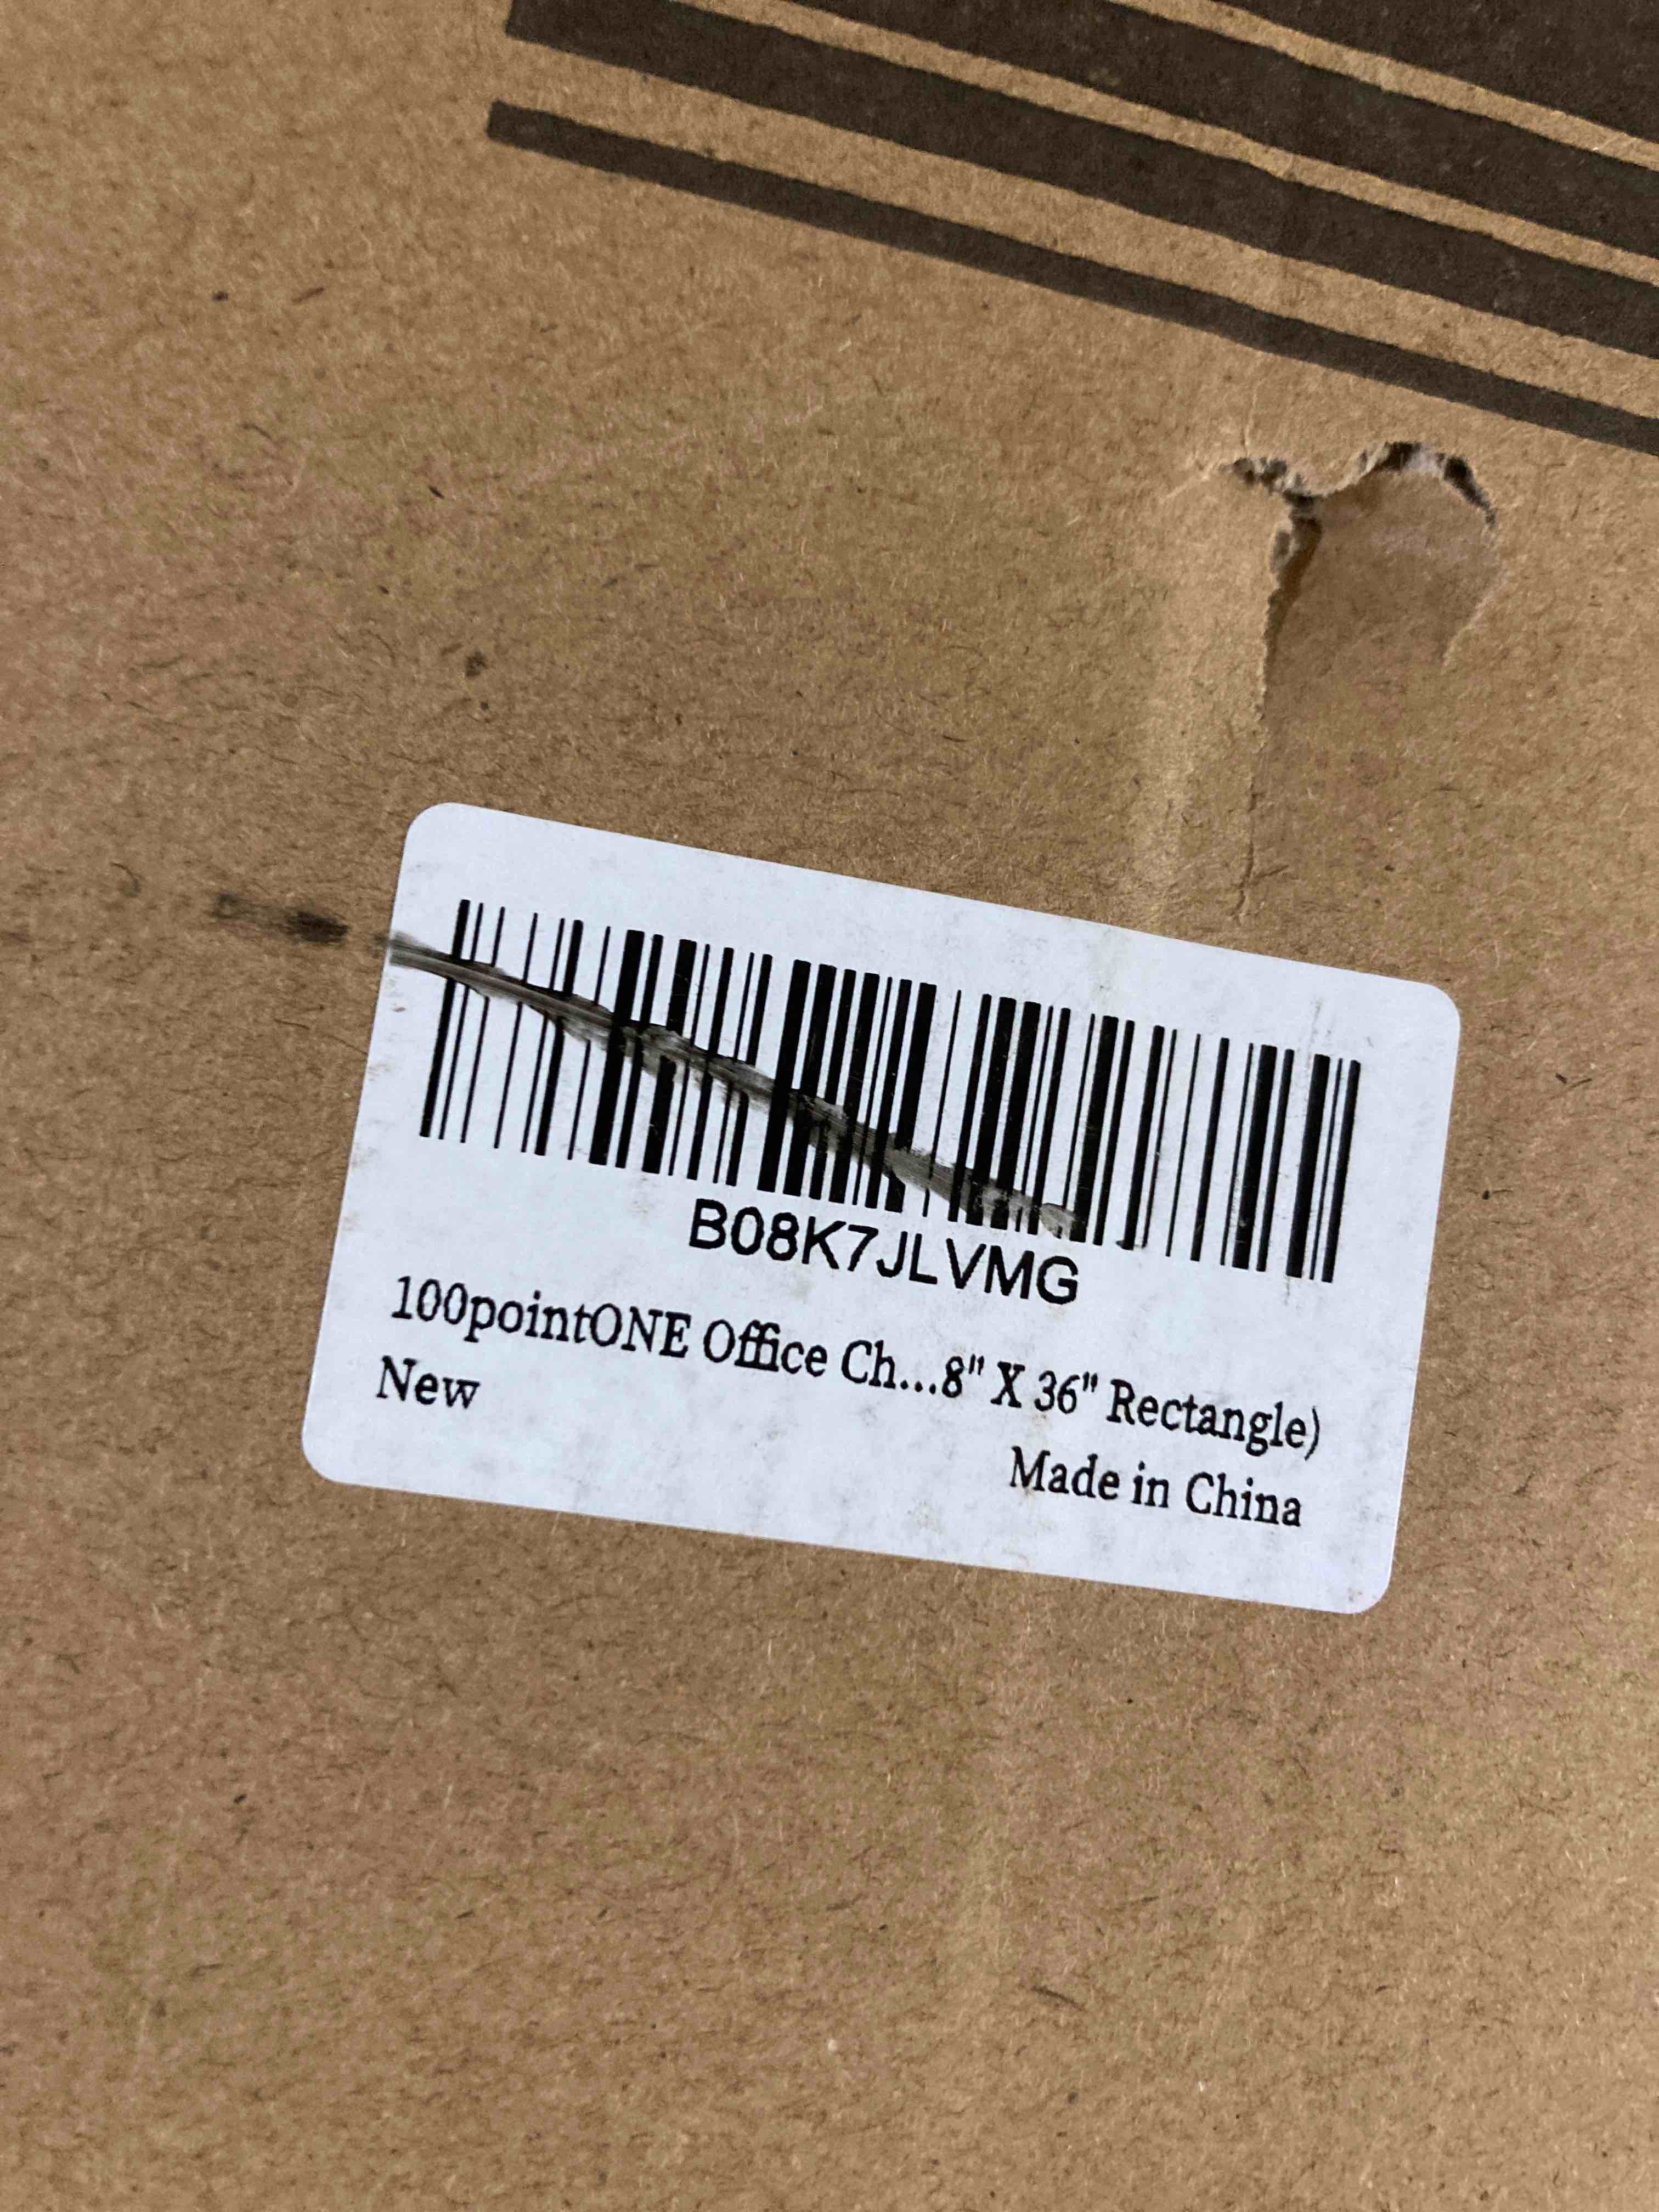 B08K7JLVMG
100pointONE Office Ch...8" X 36" Rectangle)
New
Made in China